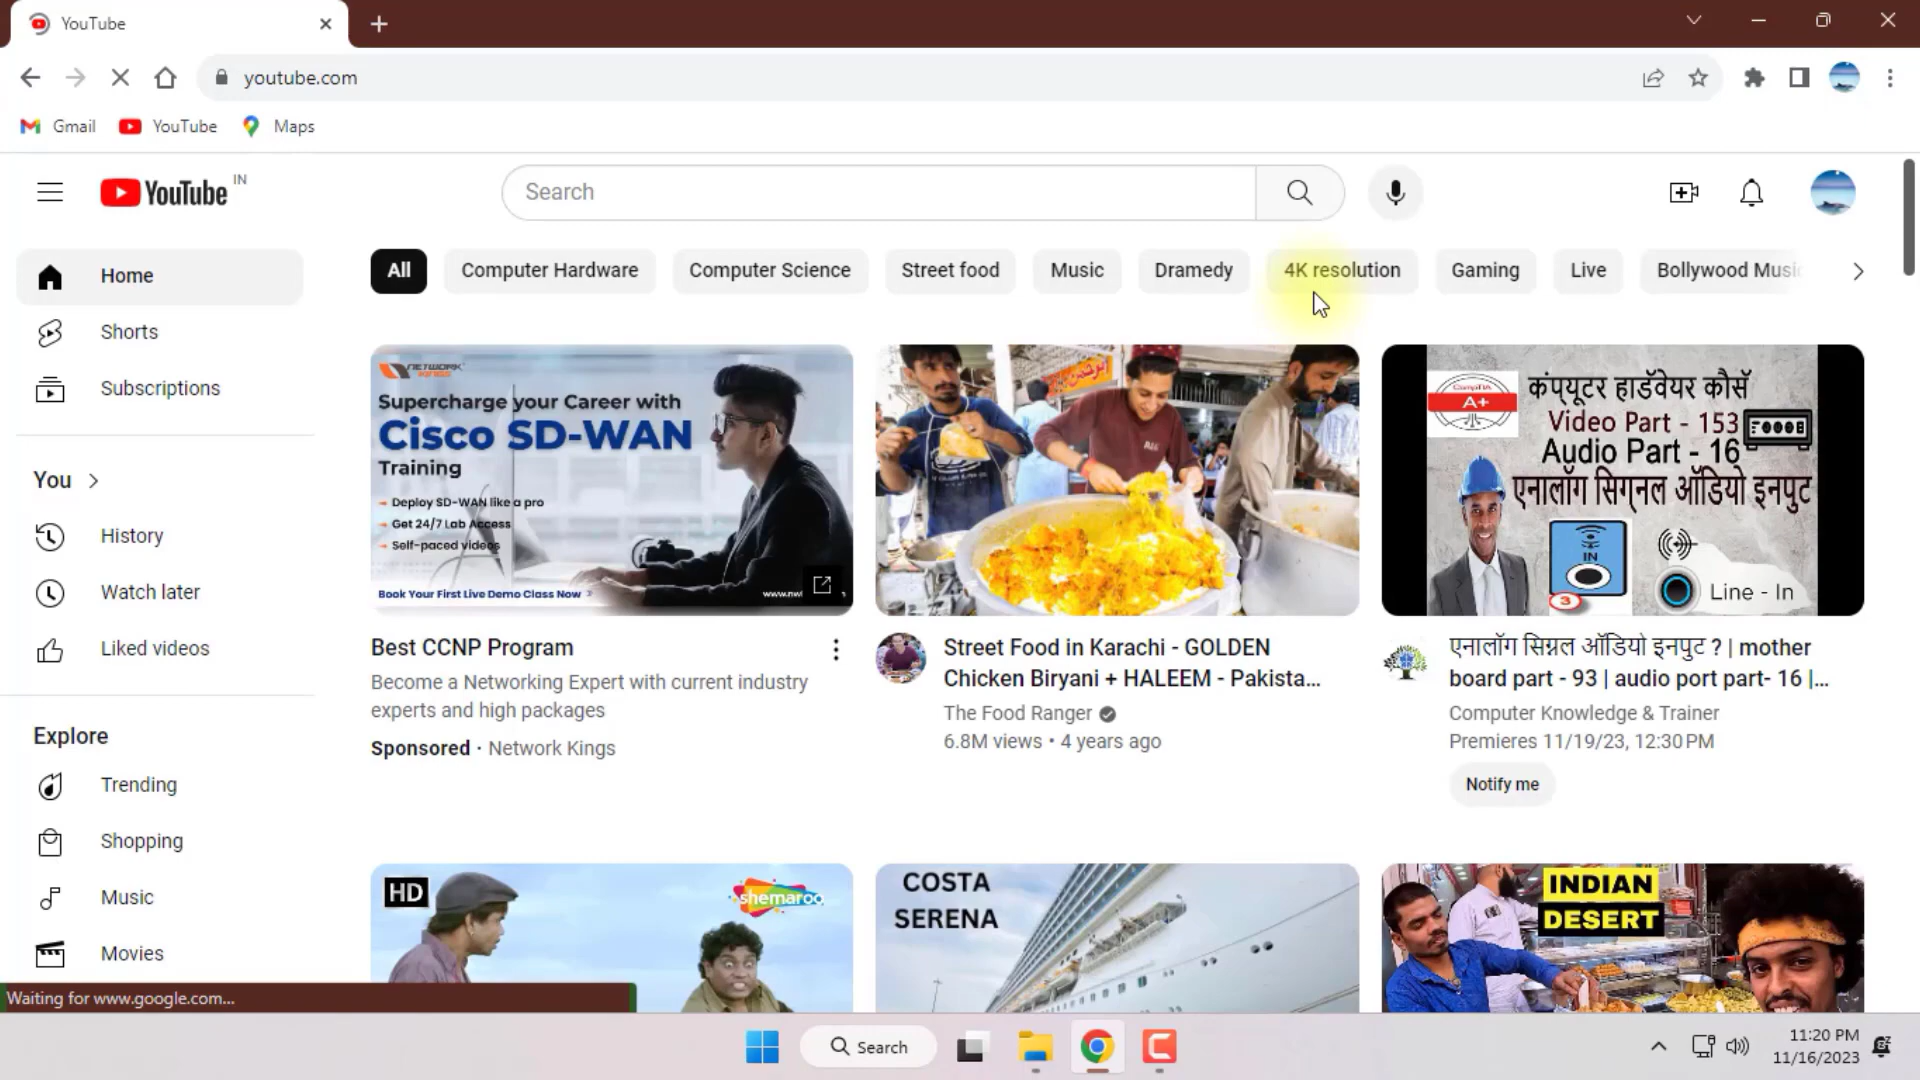 YouTube
youtube.com
Gmail YouTube Maps
YouTube IN
Search
Home
Shorts
Subscriptions
You
History
Watch later
Liked videos
Explore
Trending
Shopping
Music
Movies
All Computer Hardware Computer Science Street food Music Dramedy 4K resolution Gaming Live Bollywood Music
NETWORK KINGS
Supercharge your Career with
Cisco SD-WAN
Training
Deploy SD-WAN like a pro
Get 24/7 Lab Access
Self-paced videos
Book Your First Live Demo Class Now
Best CCNP Program
Become a Networking Expert with current industry
experts and high packages
Sponsored · Network Kings
Street Food in Karachi - GOLDEN
Chicken Biryani + HALEEM - Pakista...
The Food Ranger
6.8M views • 4 years ago
CompTIA
A+
कंप्यूटर हार्डवेयर कौर्स
Video Part - 153
Audio Part - 16
एनालॉग सिग्नल ऑडियो इनपुट
IN
3
Line - In
एनालॉग सिग्नल ऑडियो इनपुट ? | mother
board part - 93 | audio port part- 16 |...
Computer Knowledge & Trainer
Premieres 11/19/23, 12:30 PM
Notify me
HD
shemaroo
COSTA
SERENA
INDIAN
DESERT
Waiting for www.google.com...
Search
11:20 PM
11/16/2023